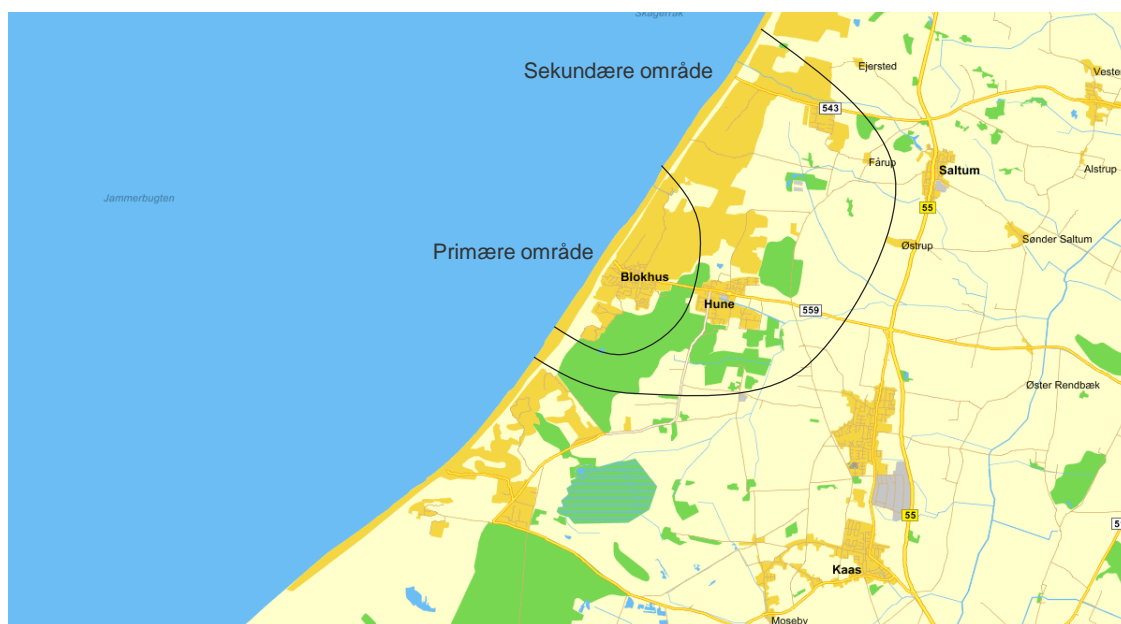 Skagerrak
Sekundære område
Ejersted
Vester
543
Fårup
Saltum
Alstrup
Jammerbugten
55
Primære område
Østrup
Sønder Saltum
Blokhus
Hune
559
Øster Rendbæk
55
5
Kaas
Moseby